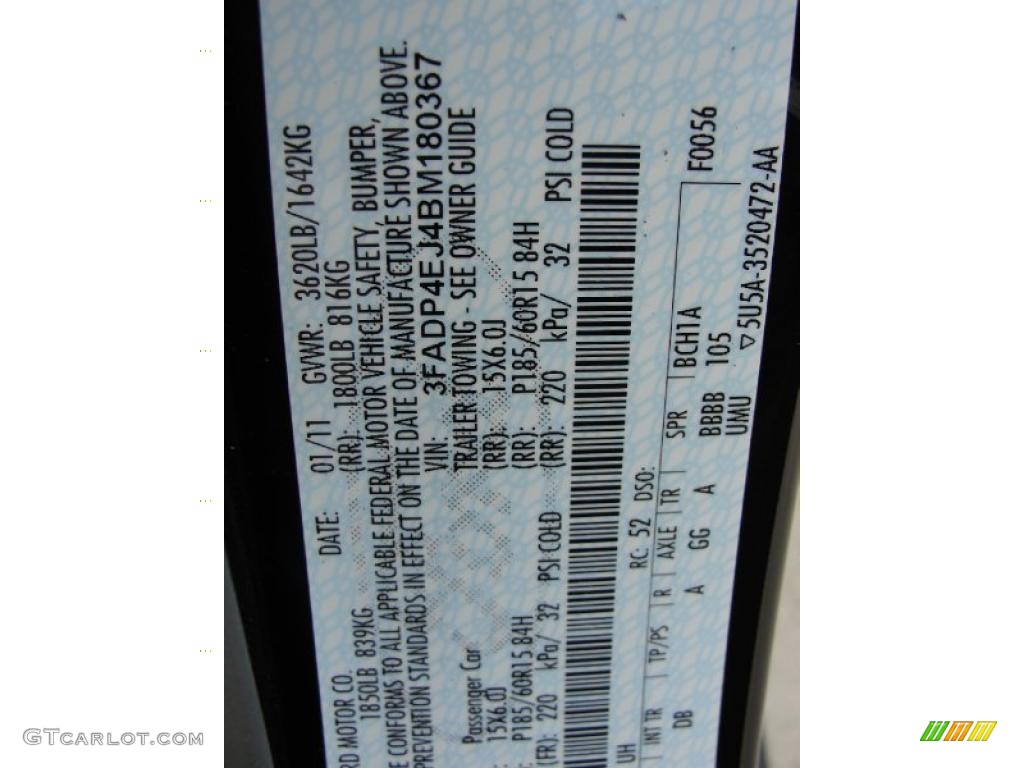 RD MOTOR CO. DATE: 01/11 GVWR: 3620LB/1642KG
1850LB 839KG (RR): 1800LB 816KG
E CONFORMS TO ALL APPLICABLE FEDERAL MOTOR VEHICLE SAFETY, BUMPER,
PREVENTION STANDARDS IN EFFECT ON THE DATE OF MANUFACTURE SHOWN ABOVE.
VIN: 3FADP4EJ4BM180367
Passenger Car TRAILER TOWING - SEE OWNER GUIDE
15X6.0J (RR): 15X6.0J
: P185/60R15 84H (RR): P185/60R15 84H
(FR): 220 kPa/ 32 PSI COLD (RR): 220 kPa/ 32 PSI COLD
UH RC: 52 DSO:
INT TR TP/PS R AXLE TR SPR BCH1A F0056
DB A GG A BBBB 105
UMU ▽5U5A-3520472-AA
GTCARLOT.COM